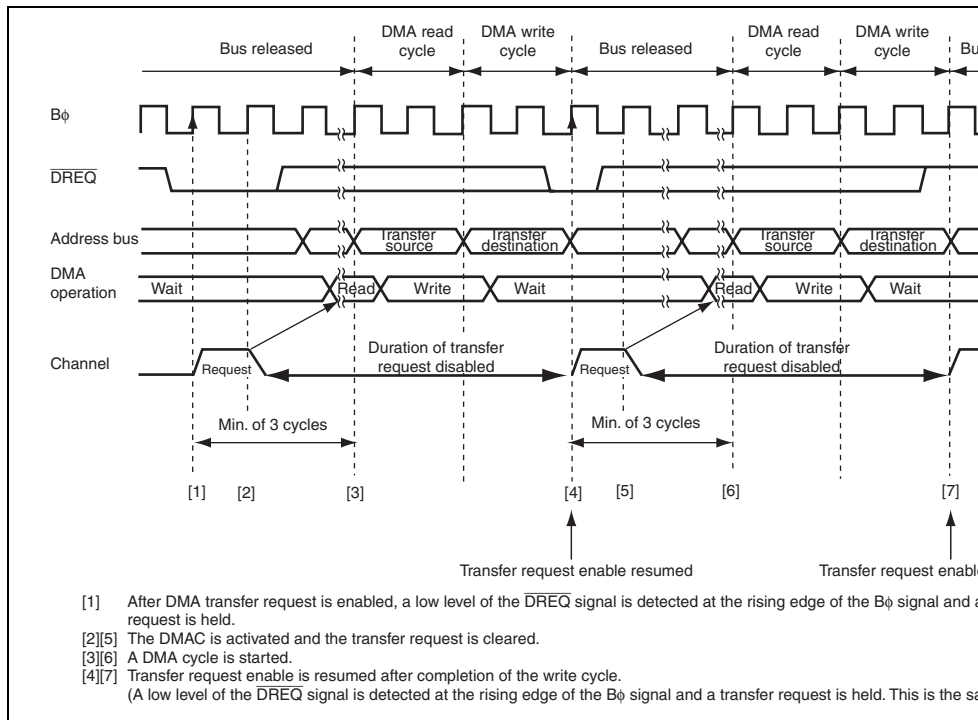 Bus released
DMA read cycle
DMA write cycle
Bus released
DMA read cycle
DMA write cycle
Bu
Bφ
DREQ
Address bus
Transfer source
Transfer destination
Transfer source
Transfer destination
DMA operation
Wait
Read
Write
Wait
Read
Write
Wait
Channel
Request
Duration of transfer request disabled
Request
Duration of transfer request disabled
Min. of 3 cycles
Min. of 3 cycles
[1]
[2]
[3]
[4]
[5]
[6]
[7]
Transfer request enable resumed
Transfer request enable
[1] After DMA transfer request is enabled, a low level of the DREQ signal is detected at the rising edge of the Bφ signal and a
request is held.
[2][5] The DMAC is activated and the transfer request is cleared.
[3][6] A DMA cycle is started.
[4][7] Transfer request enable is resumed after completion of the write cycle.
(A low level of the DREQ signal is detected at the rising edge of the Bφ signal and a transfer request is held. This is the sa